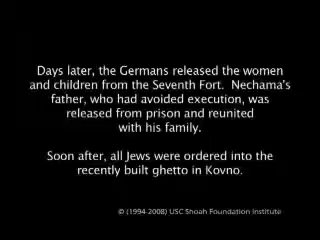 Days later, the Germans released the women
and children from the Seventh Fort.  Nechama's
father, who had avoided execution, was
released from prison and reunited
with his family.
Soon after, all Jews were ordered into the
recently built ghetto in Kovno.
© (1994-2008) USC Shoah Foundation Institute